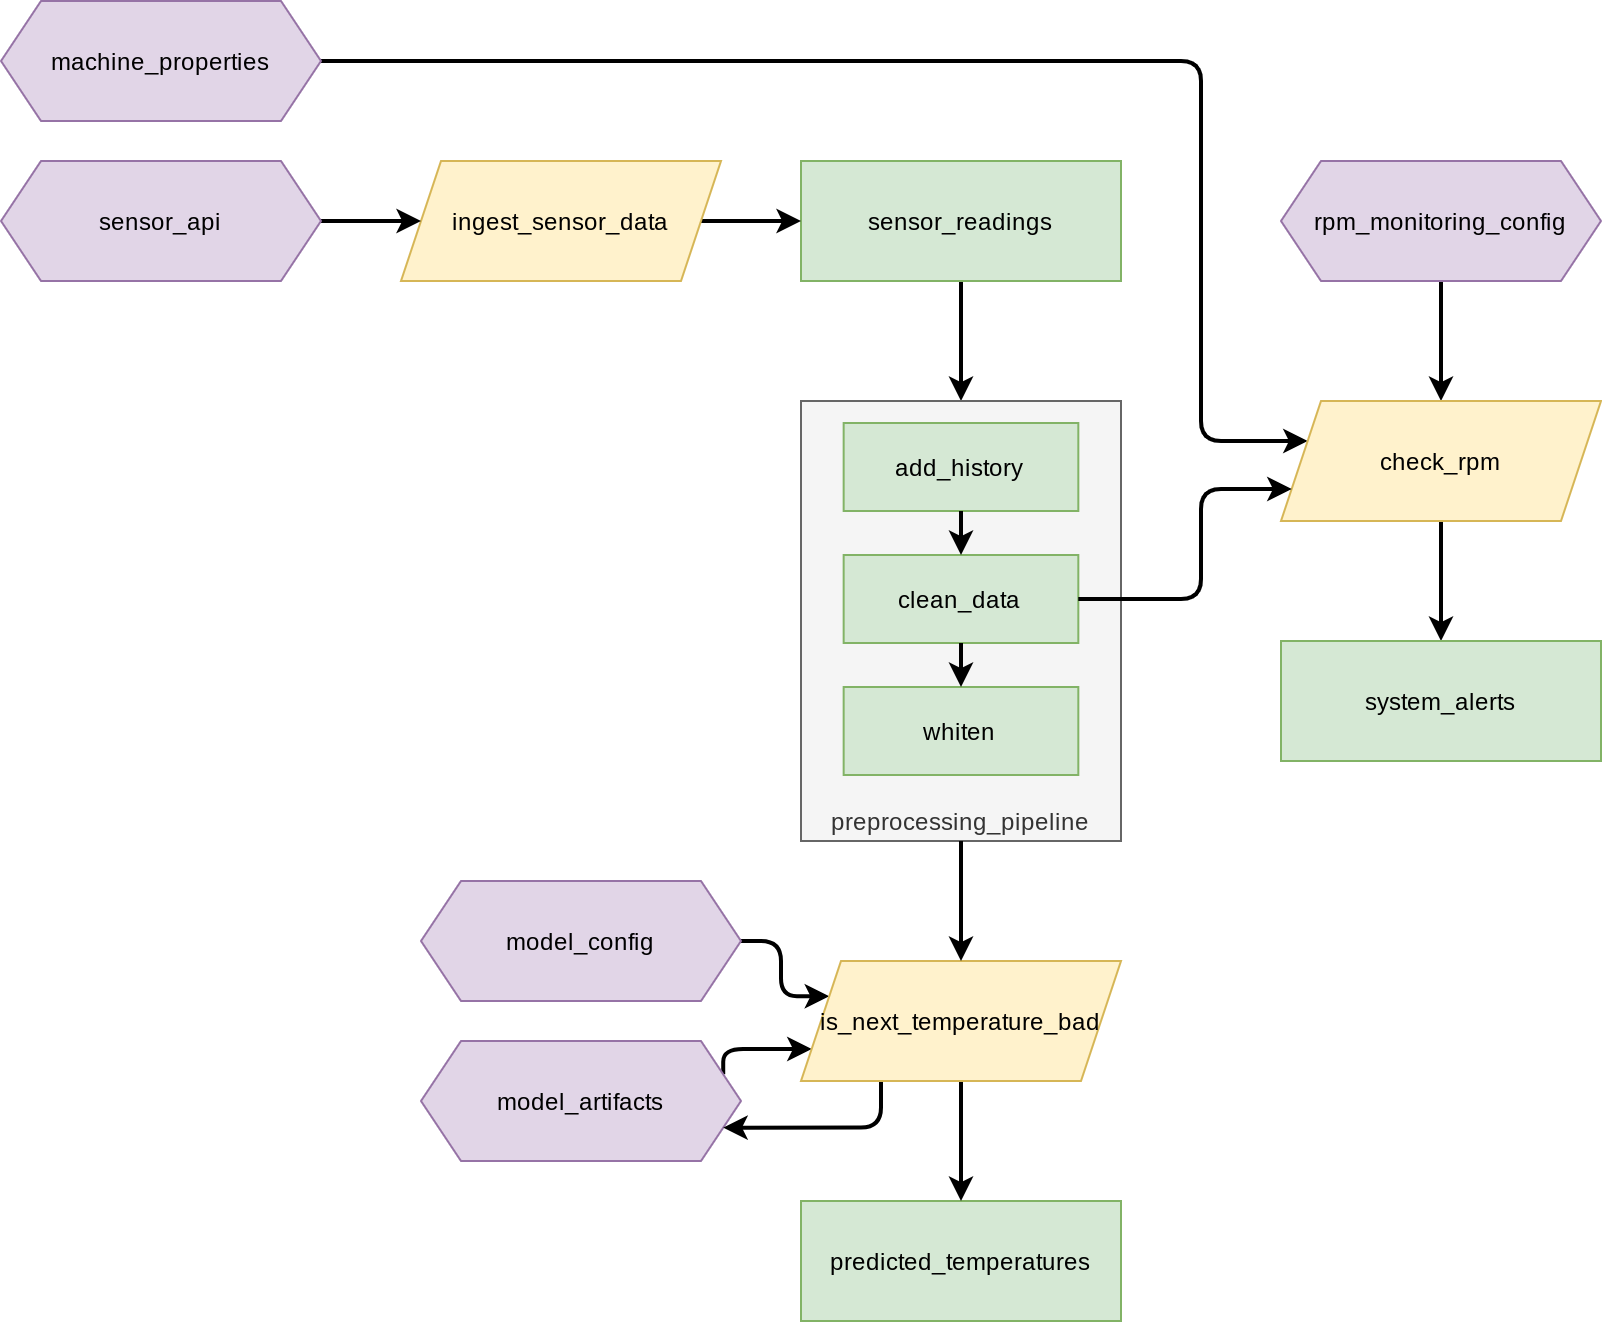 machine_properties
sensor_api
ingest_sensor_data
sensor_readings
rpm_monitoring_config
add_history
check_rpm
clean_data
system_alerts
whiten
preprocessing_pipeline
model_config
is_next_temperature_bad
model_artifacts
predicted_temperatures